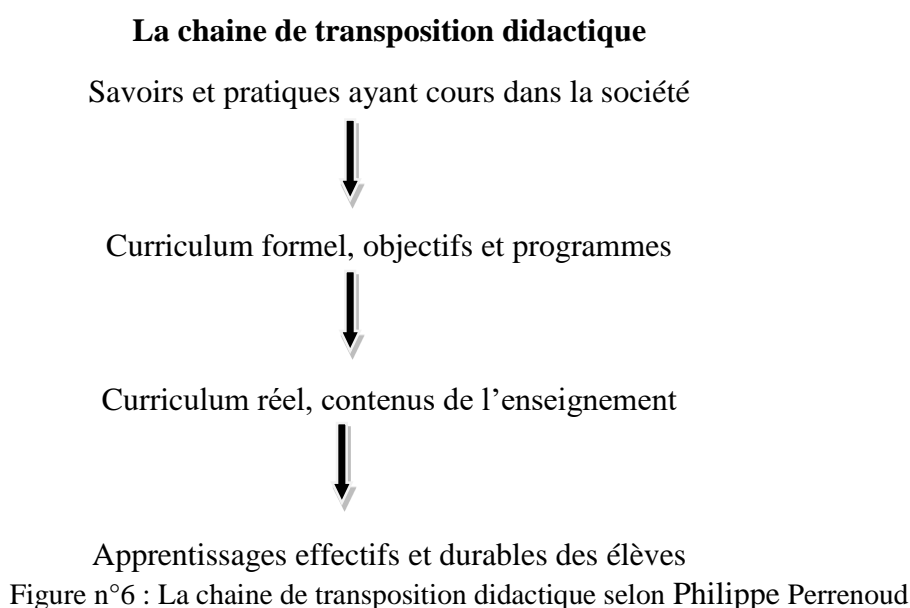 La chaine de transposition didactique
Savoirs et pratiques ayant cours dans la société
Curriculum formel, objectifs et programmes
Curriculum réel, contenus de l’enseignement
Apprentissages effectifs et durables des élèves
Figure n°6 : La chaine de transposition didactique selon Philippe Perrenoud